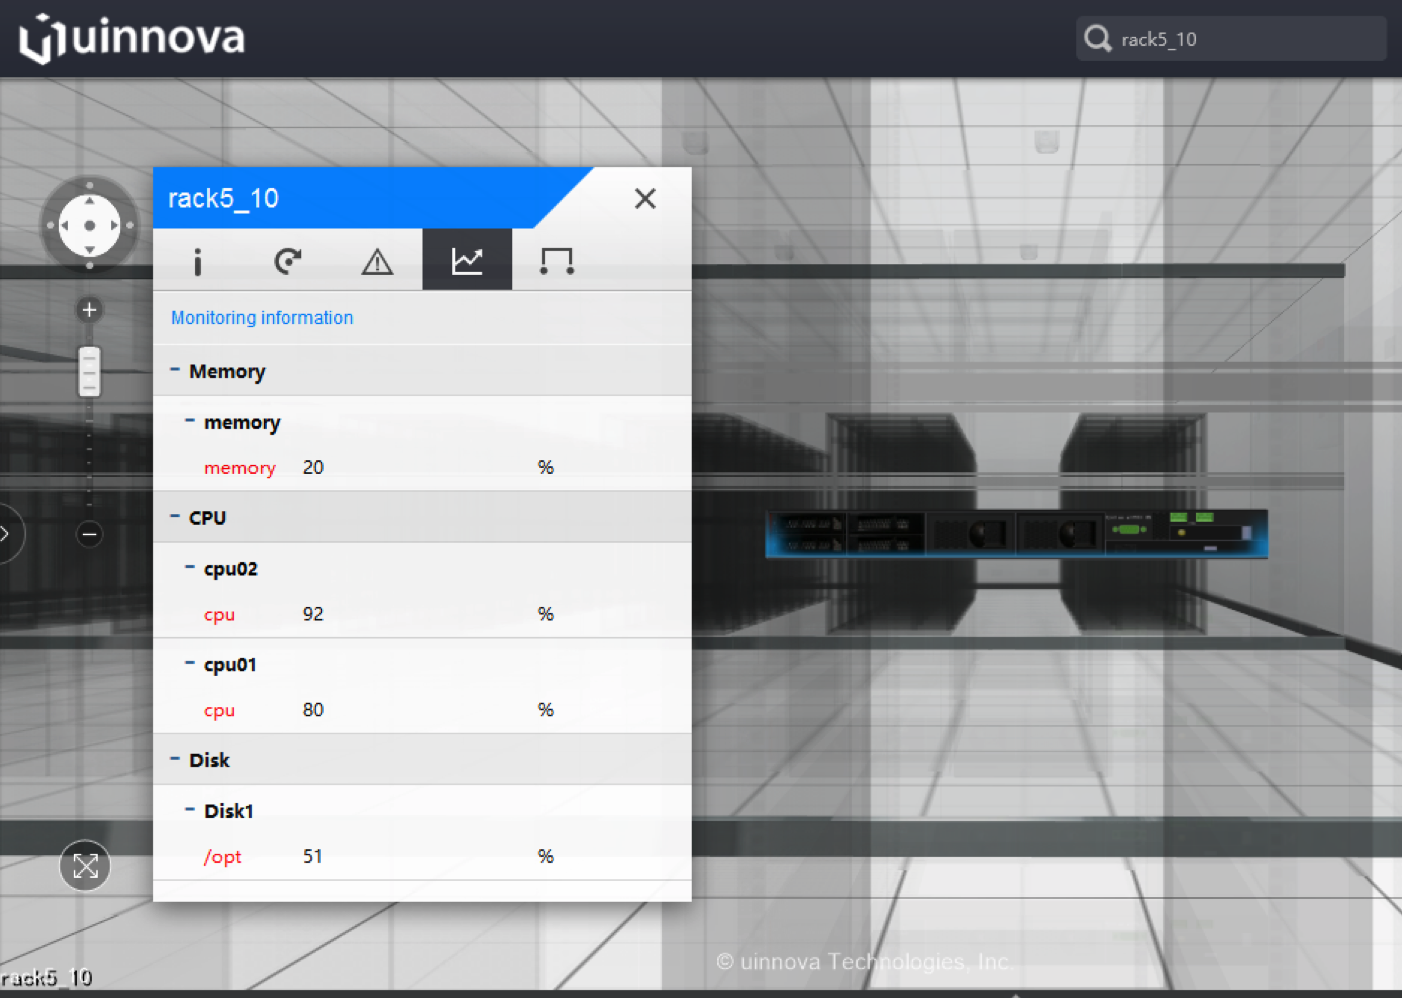 uinnova
rack5_10
rack5_10
Monitoring information
Memory
memory
memory 20 %
CPU
cpu02
cpu 92 %
cpu01
cpu 80 %
Disk
Disk1
/opt 51 %
© uinnova Technologies, Inc.
rack5_10